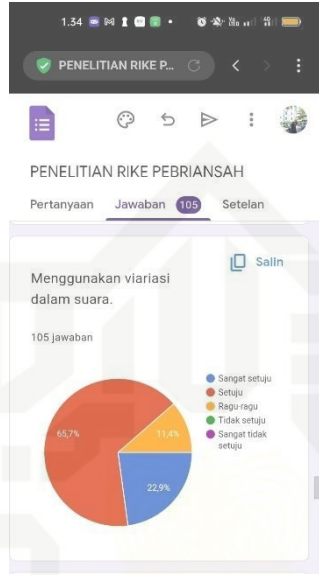 1.34
PENELITIAN RIKE P...
PENELITIAN RIKE PEBRIANSAH
Pertanyaan Jawaban 105 Setelan
Salin
Menggunakan viariasi
dalam suara.
105 jawaban
Sangat setuju
Setuju
Ragu-ragu
Tidak setuju
Sangat tidak
setuju
65,7%
11,4%
22,9%